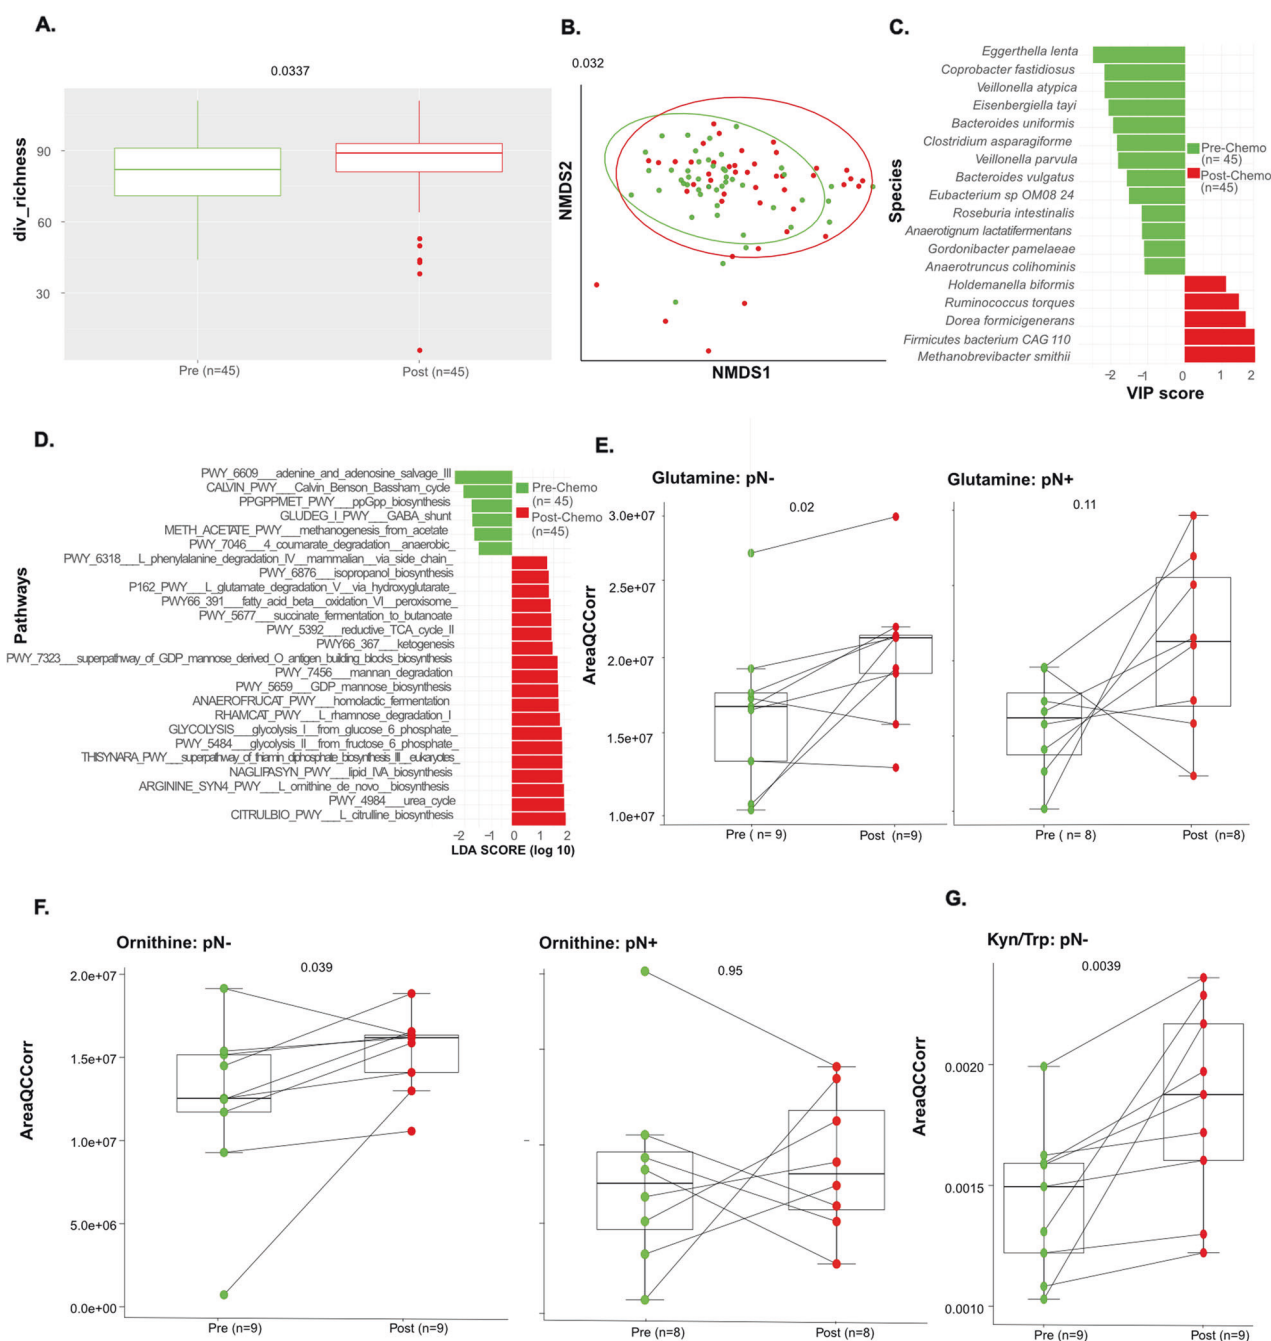 A.
0.0337
div_richness
90
60
30
Pre (n=45)
Post (n=45)
B.
0.032
NMDS2
NMDS1
C.
Species
Eggerthella lenta
Coprobacter fastidiosus
Veillonella atypica
Eisenbergiella tayi
Bacteroides uniformis
Clostridium asparagiforme
Veillonella parvula
Bacteroides vulgatus
Eubacterium sp OM08 24
Roseburia intestinalis
Anaerotignum lactatifermentans
Gordonibacter pamelaeae
Anaerotruncus colihominis
Holdemanella biformis
Ruminococcus torques
Dorea formicigenerans
Firmicutes bacterium CAG 110
Methanobrevibacter smithii
Pre-Chemo
(n= 45)
Post-Chemo
(n=45)
−2 −1 0 1 2
VIP score
D.
Pathways
PWY_6609___adenine_and_adenosine_salvage_III
CALVIN_PWY___Calvin_Benson_Bassham_cycle
PPGPPMET_PWY___ppGpp_biosynthesis
GLUDEG_I_PWY___GABA_shunt
METH_ACETATE_PWY___methanogenesis_from_acetate
PWY_7046___4_coumarate_degradation__anaerobic_
PWY_6318___L_phenylalanine_degradation_IV__mammalian__via_side_chain_
PWY_6876___isopropanol_biosynthesis
P162_PWY___L_glutamate_degradation_V__via_hydroxyglutarate_
PWY66_391___fatty_acid_beta__oxidation_VI__peroxisome_
PWY_5677___succinate_fermentation_to_butanoate
PWY_5392___reductive_TCA_cycle_II
PWY66_367___ketogenesis
PWY_7323___superpathway_of_GDP_mannose_derived_O_antigen_building_blocks_biosynthesis
PWY_7456___mannan_degradation
PWY_5659___GDP_mannose_biosynthesis
ANAEROFRUCAT_PWY___homolactic_fermentation
RHAMCAT_PWY___L_rhamnose_degradation_I
GLYCOLYSIS___glycolysis_I__from_glucose_6_phosphate_
PWY_5484___glycolysis_II__from_fructose_6_phosphate_
THISYNARA_PWY___superpathway_of_thiamin_diphosphate_biosynthesis_III__eukaryotes_
NAGLIPASYN_PWY___lipid_IVA_biosynthesis
ARGININE_SYN4_PWY___L_ornithine_de_novo__biosynthesis
PWY_4984___urea_cycle
CITRULBIO_PWY___L_citrulline_biosynthesis
Pre-Chemo
(n= 45)
Post-Chemo
(n=45)
−2 −1 0 1 2
LDA SCORE (log 10)
E.
Glutamine: pN-
0.02
AreaQCCorr
3.0e+07
2.5e+07
2.0e+07
1.5e+07
1.0e+07
Pre ( n= 9)
Post (n=9)
Glutamine: pN+
0.11
Pre ( n= 8)
Post (n=8)
F.
Ornithine: pN-
0.039
AreaQCCorr
2.0e+07
1.5e+07
1.0e+07
5.0e+06
0.0e+00
Pre (n=9)
Post (n=9)
Ornithine: pN+
0.95
Pre (n=8)
Post (n=8)
G.
Kyn/Trp: pN-
0.0039
AreaQCCorr
0.0020
0.0015
0.0010
Pre (n=9)
Post (n=9)